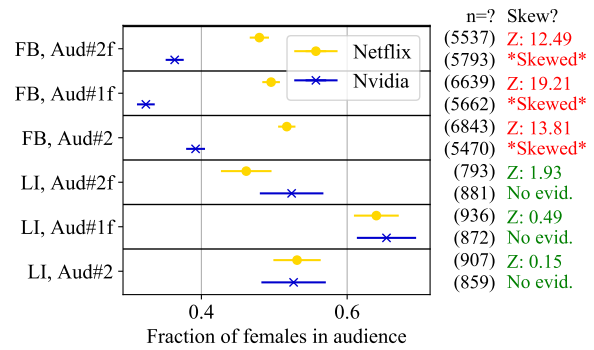 n=? Skew?
FB, Aud#2f (5537) Z: 12.49
(5793) *Skewed*
FB, Aud#1f (6639) Z: 19.21
(5662) *Skewed*
FB, Aud#2 (6843) Z: 13.81
(5470) *Skewed*
LI, Aud#2f (793) Z: 1.93
(881) No evid.
LI, Aud#1f (936) Z: 0.49
(872) No evid.
LI, Aud#2 (907) Z: 0.15
(859) No evid.
Netflix
Nvidia
0.4 0.6
Fraction of females in audience